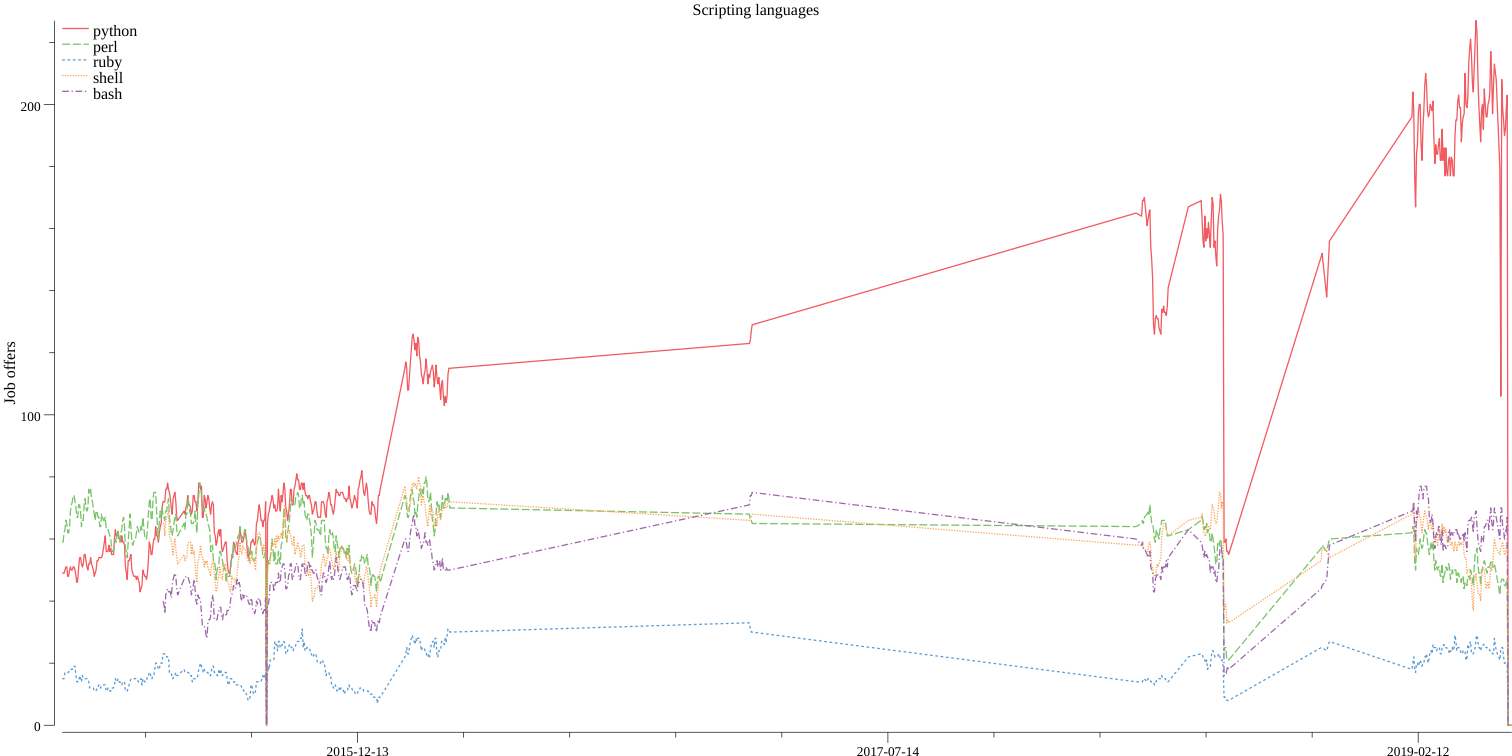 Scripting languages
python
perl
ruby
shell
bash
200
100
0
Job offers
2015-12-13
2017-07-14
2019-02-12